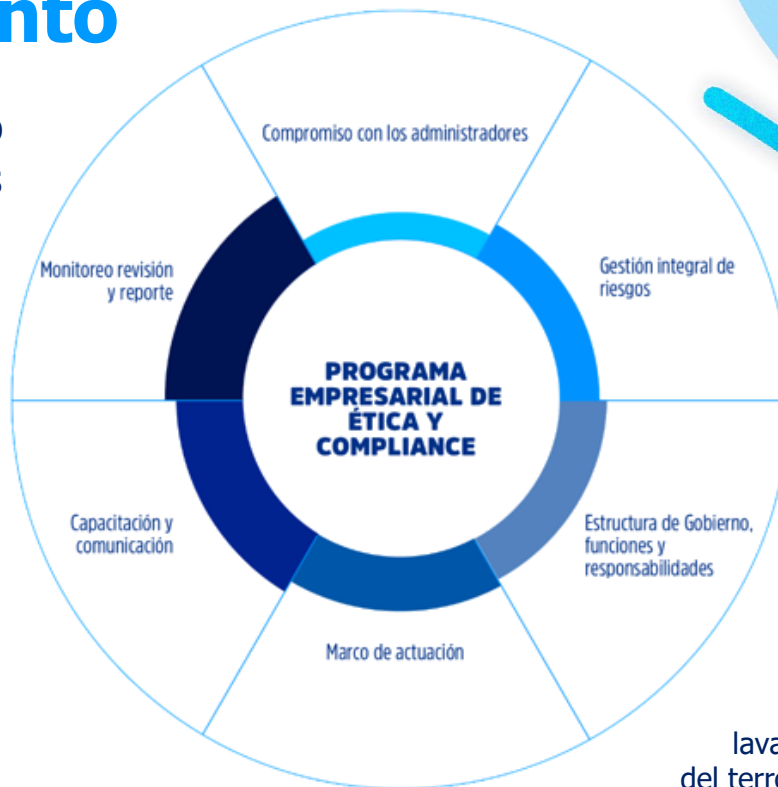 nto
o
s
Compromiso con los administradores
Monitoreo revisión
y reporte
Gestión integral de
riesgos
PROGRAMA
EMPRESARIAL DE
ÉTICA Y
COMPLIANCE
Capacitación y
comunicación
Estructura de Gobierno,
funciones y
responsabilidades
Marco de actuación
lava
del terro